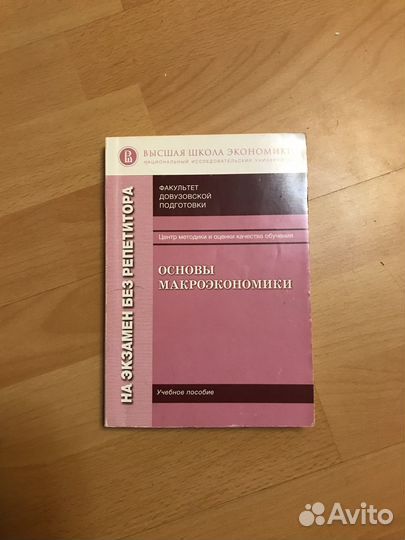 ВЫСШАЯ ШКОЛА ЭКОНОМИКИ
НАЦИОНАЛЬНЫЙ ИССЛЕДОВАТЕЛЬСКИЙ
ФАКУЛЬТЕТ
ДОВУЗОВСКОЙ
ПОДГОТОВКИ
Центр методики и оценки качества обучения
ОСНОВЫ
МАКРОЭКОНОМИКИ
Учебное пособие
НА ЭКЗАМЕН БЕЗ РЕПЕТИТОРА
Avito